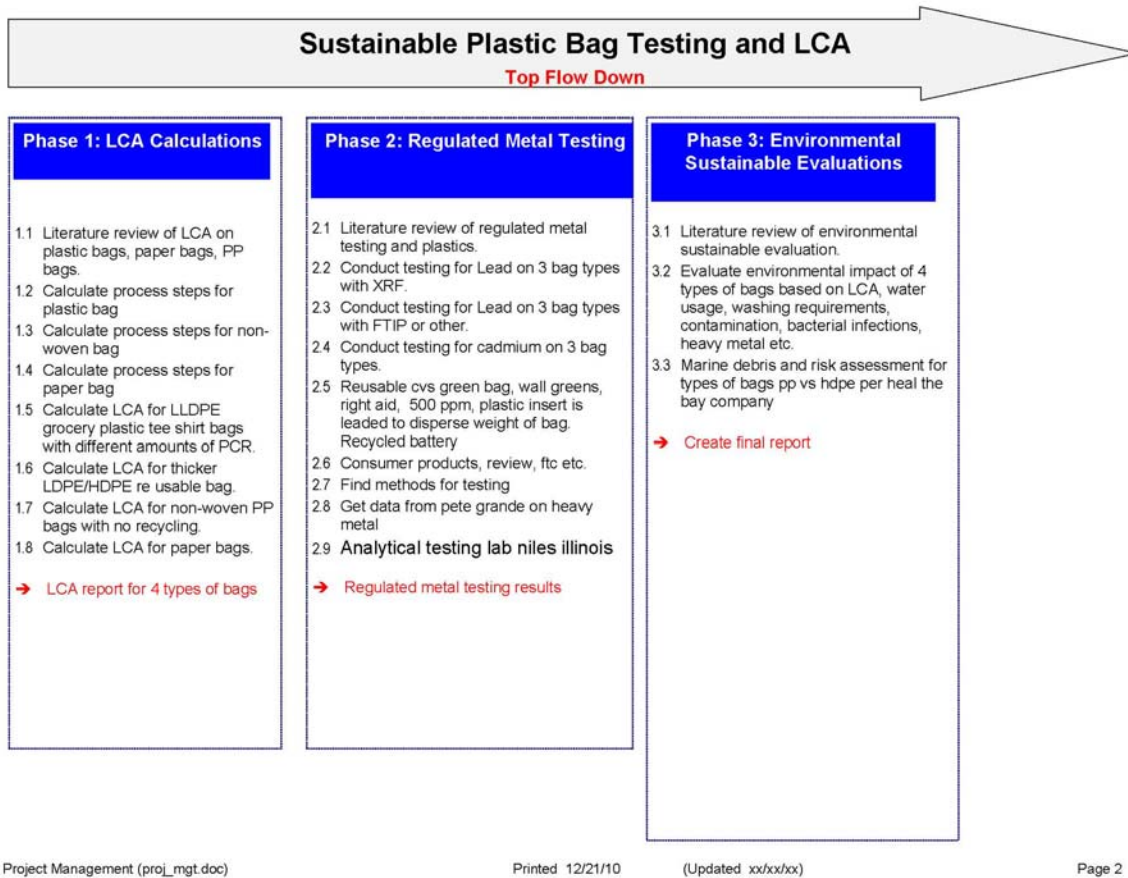 Sustainable Plastic Bag Testing and LCA
Top Flow Down
Phase 1: LCA Calculations
1.1 Literature review of LCA on
plastic bags, paper bags, PP
bags.
1.2 Calculate process steps for
plastic bag
1.3 Calculate process steps for non-
woven bag
1.4 Calculate process steps for
paper bag
1.5 Calculate LCA for LLDPE
grocery plastic tee shirt bags
with different amounts of PCR.
1.6 Calculate LCA for thicker
LDPE/HDPE re usable bag.
1.7 Calculate LCA for non-woven PP
bags with no recycling.
1.8 Calculate LCA for paper bags.
➔ LCA report for 4 types of bags
Phase 2: Regulated Metal Testing
2.1 Literature review of regulated metal
testing and plastics.
2.2 Conduct testing for Lead on 3 bag types
with XRF.
2.3 Conduct testing for Lead on 3 bag types
with FTIP or other.
2.4 Conduct testing for cadmium on 3 bag
types.
2.5 Reusable cvs green bag, wall greens,
right aid, 500 ppm, plastic insert is
leaded to disperse weight of bag.
Recycled battery
2.6 Consumer products, review, ftc etc.
2.7 Find methods for testing
2.8 Get data from pete grande on heavy
metal
2.9 Analytical testing lab niles illinois
➔ Regulated metal testing results
Phase 3: Environmental
Sustainable Evaluations
3.1 Literature review of environmental
sustainable evaluation.
3.2 Evaluate environmental impact of 4
types of bags based on LCA, water
usage, washing requirements,
contamination, bacterial infections,
heavy metal etc.
3.3 Marine debris and risk assessment for
types of bags pp vs hdpe per heal the
bay company
➔ Create final report
Project Management (proj_mgt.doc) Printed 12/21/10 (Updated xx/xx/xx) Page 2